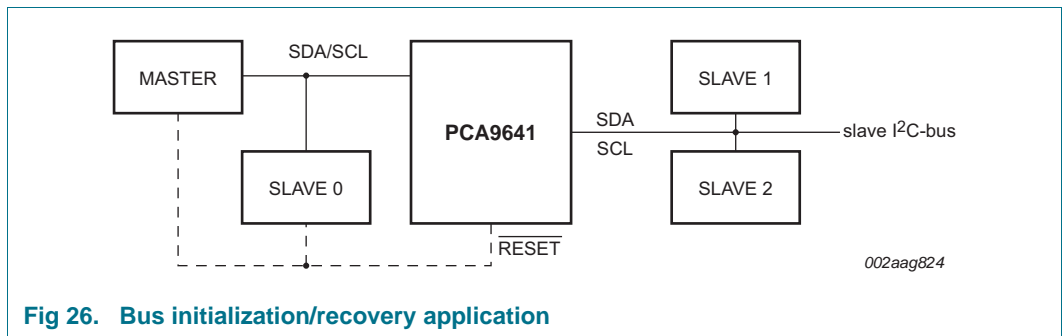 SDA/SCL
MASTER
SLAVE 1
PCA9641
SDA
SCL
slave I²C-bus
SLAVE 0
SLAVE 2
RESET
002aag824
Fig 26. Bus initialization/recovery application